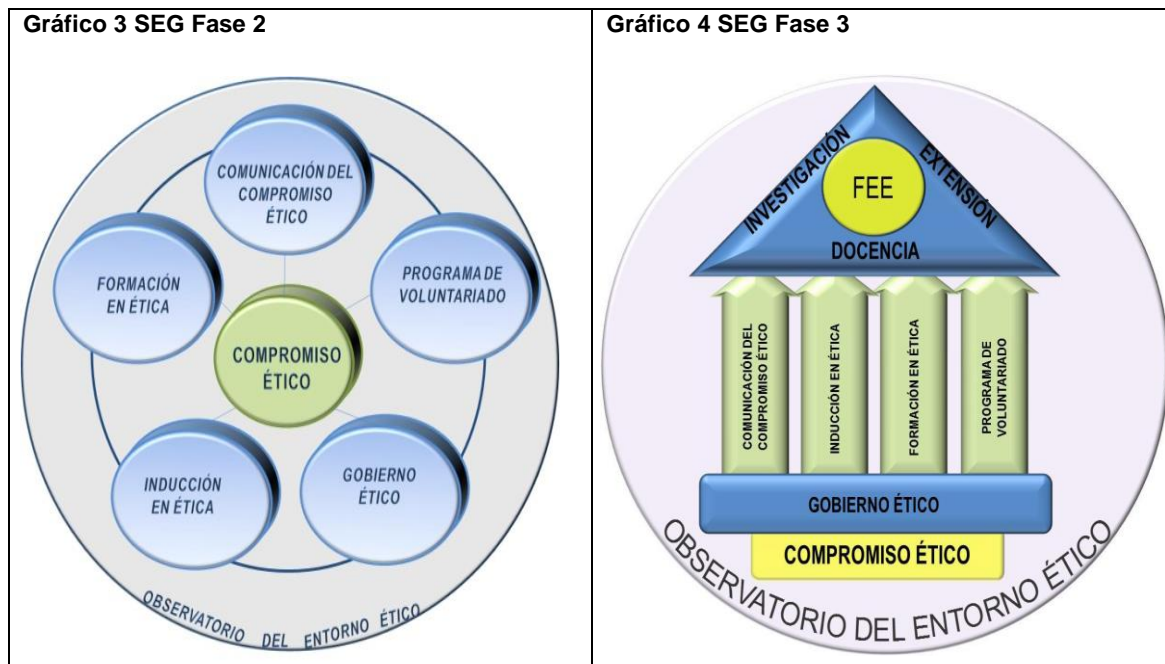 Gráfico 3 SEG Fase 2
COMUNICACIÓN DEL
COMPROMISO
ÉTICO
FORMACIÓN
EN ÉTICA
PROGRAMA DE
VOLUNTARIADO
COMPROMISO
ÉTICO
INDUCCIÓN
EN ÉTICA
GOBIERNO
ÉTICO
OBSERVATORIO DEL ENTORNO ÉTICO
Gráfico 4 SEG Fase 3
INVESTIGACIÓN
EXTENSIÓN
FEE
DOCENCIA
COMUNICACIÓN DEL
COMPROMISO ÉTICO
INDUCCIÓN EN ÉTICA
FORMACIÓN EN ÉTICA
PROGRAMA DE
VOLUNTARIADO
GOBIERNO ÉTICO
COMPROMISO ÉTICO
OBSERVATORIO DEL ENTORNO ÉTICO